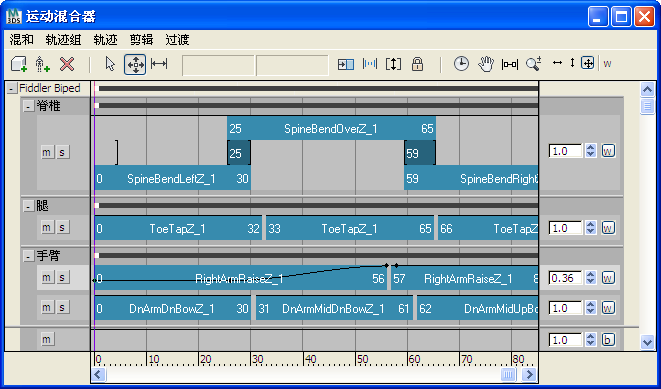 运动混合器
混和 轨迹组 轨迹 剪辑 过渡
w
- Fiddler Biped
- 脊椎
25 SpineBendOverZ_1 65
m s 25 59 1.0 w
0 SpineBendLeftZ_1 30 59 SpineBendRight
- 腿
m s 0 ToeTapZ_1 32 33 ToeTapZ_1 65 66 ToeTapZ 1.0 w
- 手臂
m s 0 RightArmRaiseZ_1 56 57 RightArmRaiseZ_1 8 0.36 w
m s 0 DnArmDnBowZ_1 30 31 DnArmMidDnBowZ_1 61 62 DnArmMidUpBo 1.0 w
m 1.0 b
0 10 20 30 40 50 60 70 80